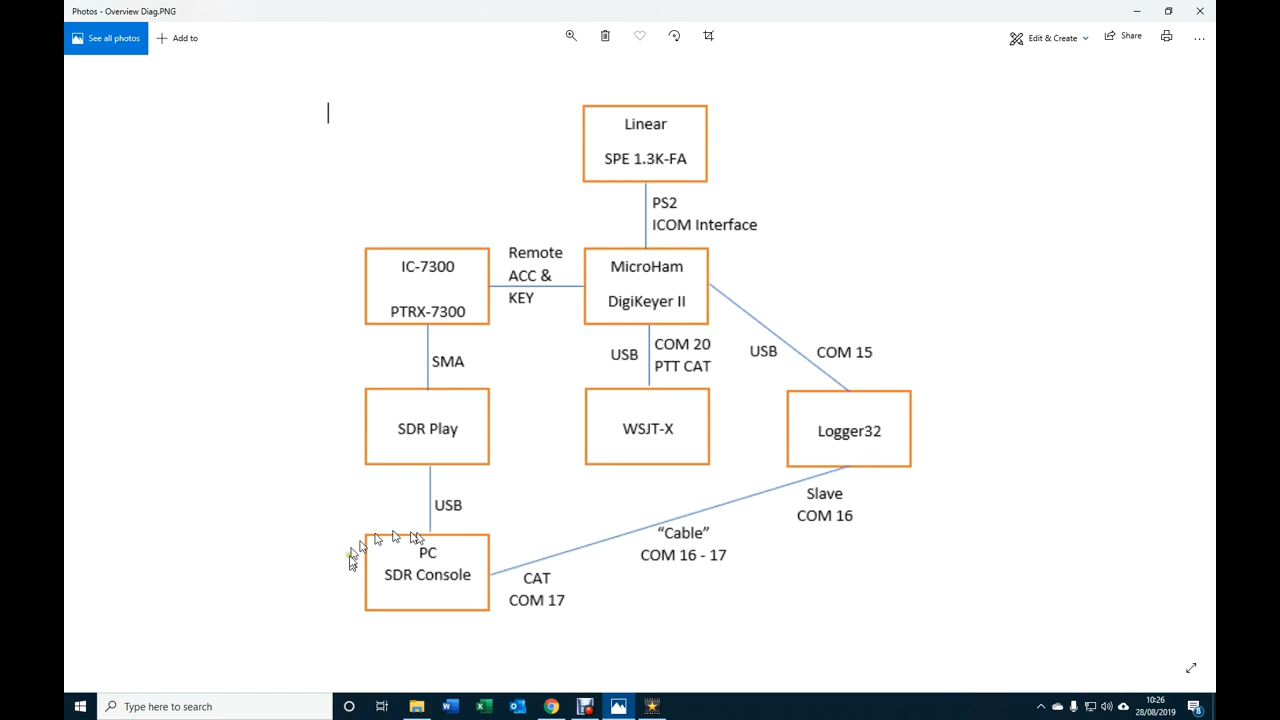 Photos - Overview Diag.PNG
See all photos
Add to
Edit & Create
Share
Linear
SPE 1.3K-FA
PS2
ICOM Interface
IC-7300
PTRX-7300
Remote
ACC &
KEY
MicroHam
DigiKeyer II
SMA
USB
COM 20
PTT CAT
USB
COM 15
SDR Play
WSJT-X
Logger32
USB
Slave
COM 16
"Cable"
COM 16 - 17
PC
SDR Console
CAT
COM 17
Type here to search
10:26
28/08/2019
8